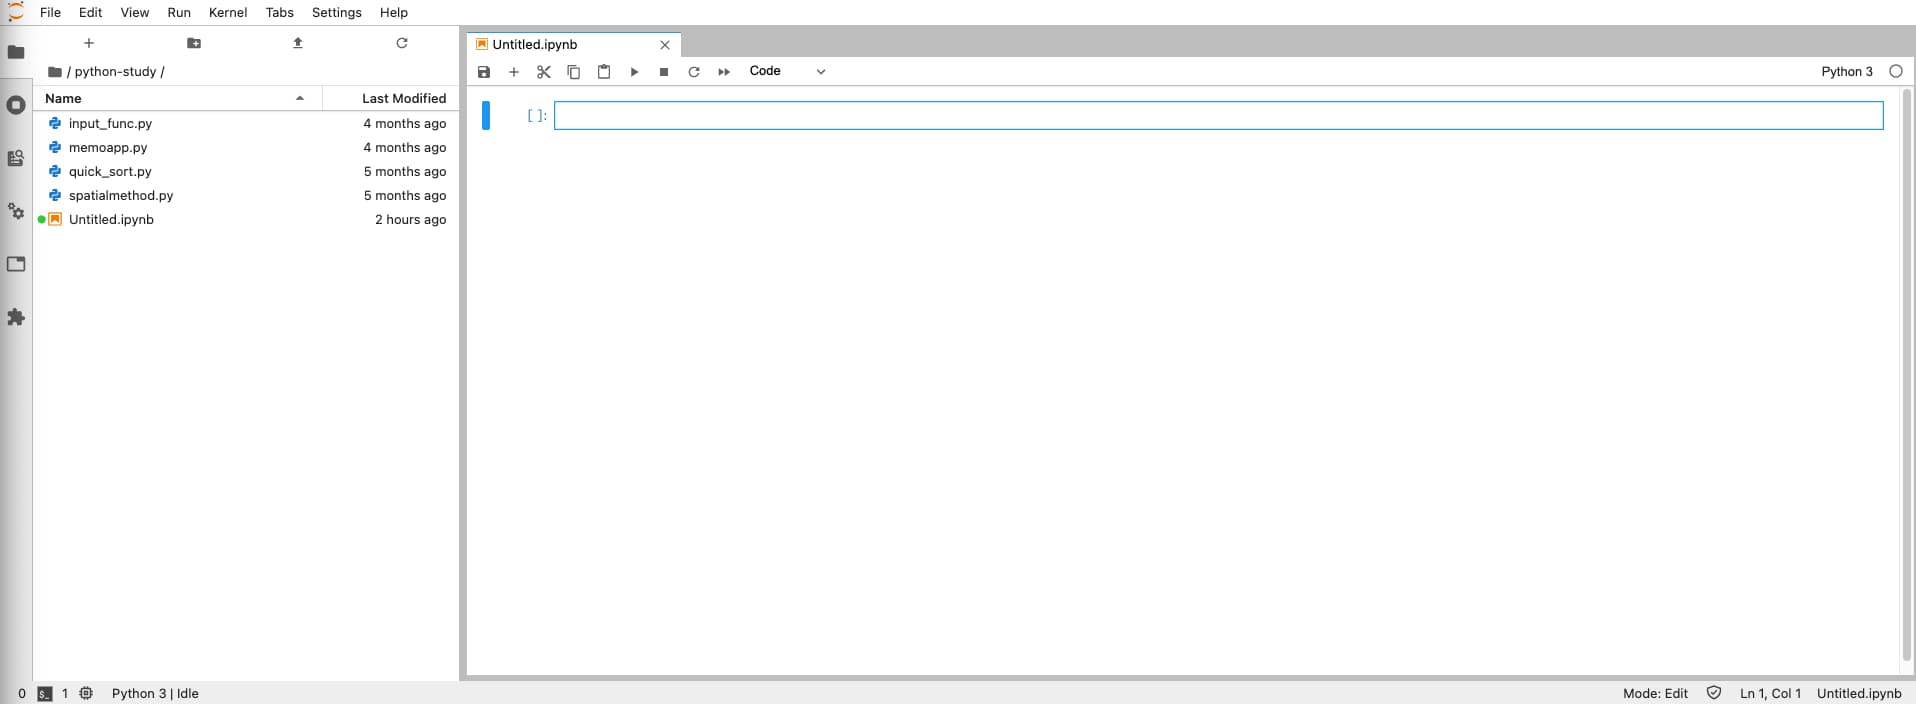 File Edit View Run Kernel Tabs Settings Help
/ python-study /
Name Last Modified
input_func.py 4 months ago
memoapp.py 4 months ago
quick_sort.py 5 months ago
spatialmethod.py 5 months ago
Untitled.ipynb 2 hours ago
Untitled.ipynb
Code Python 3
[ ]:
0 $_ 1 Python 3 | Idle Mode: Edit Ln 1, Col 1 Untitled.ipynb